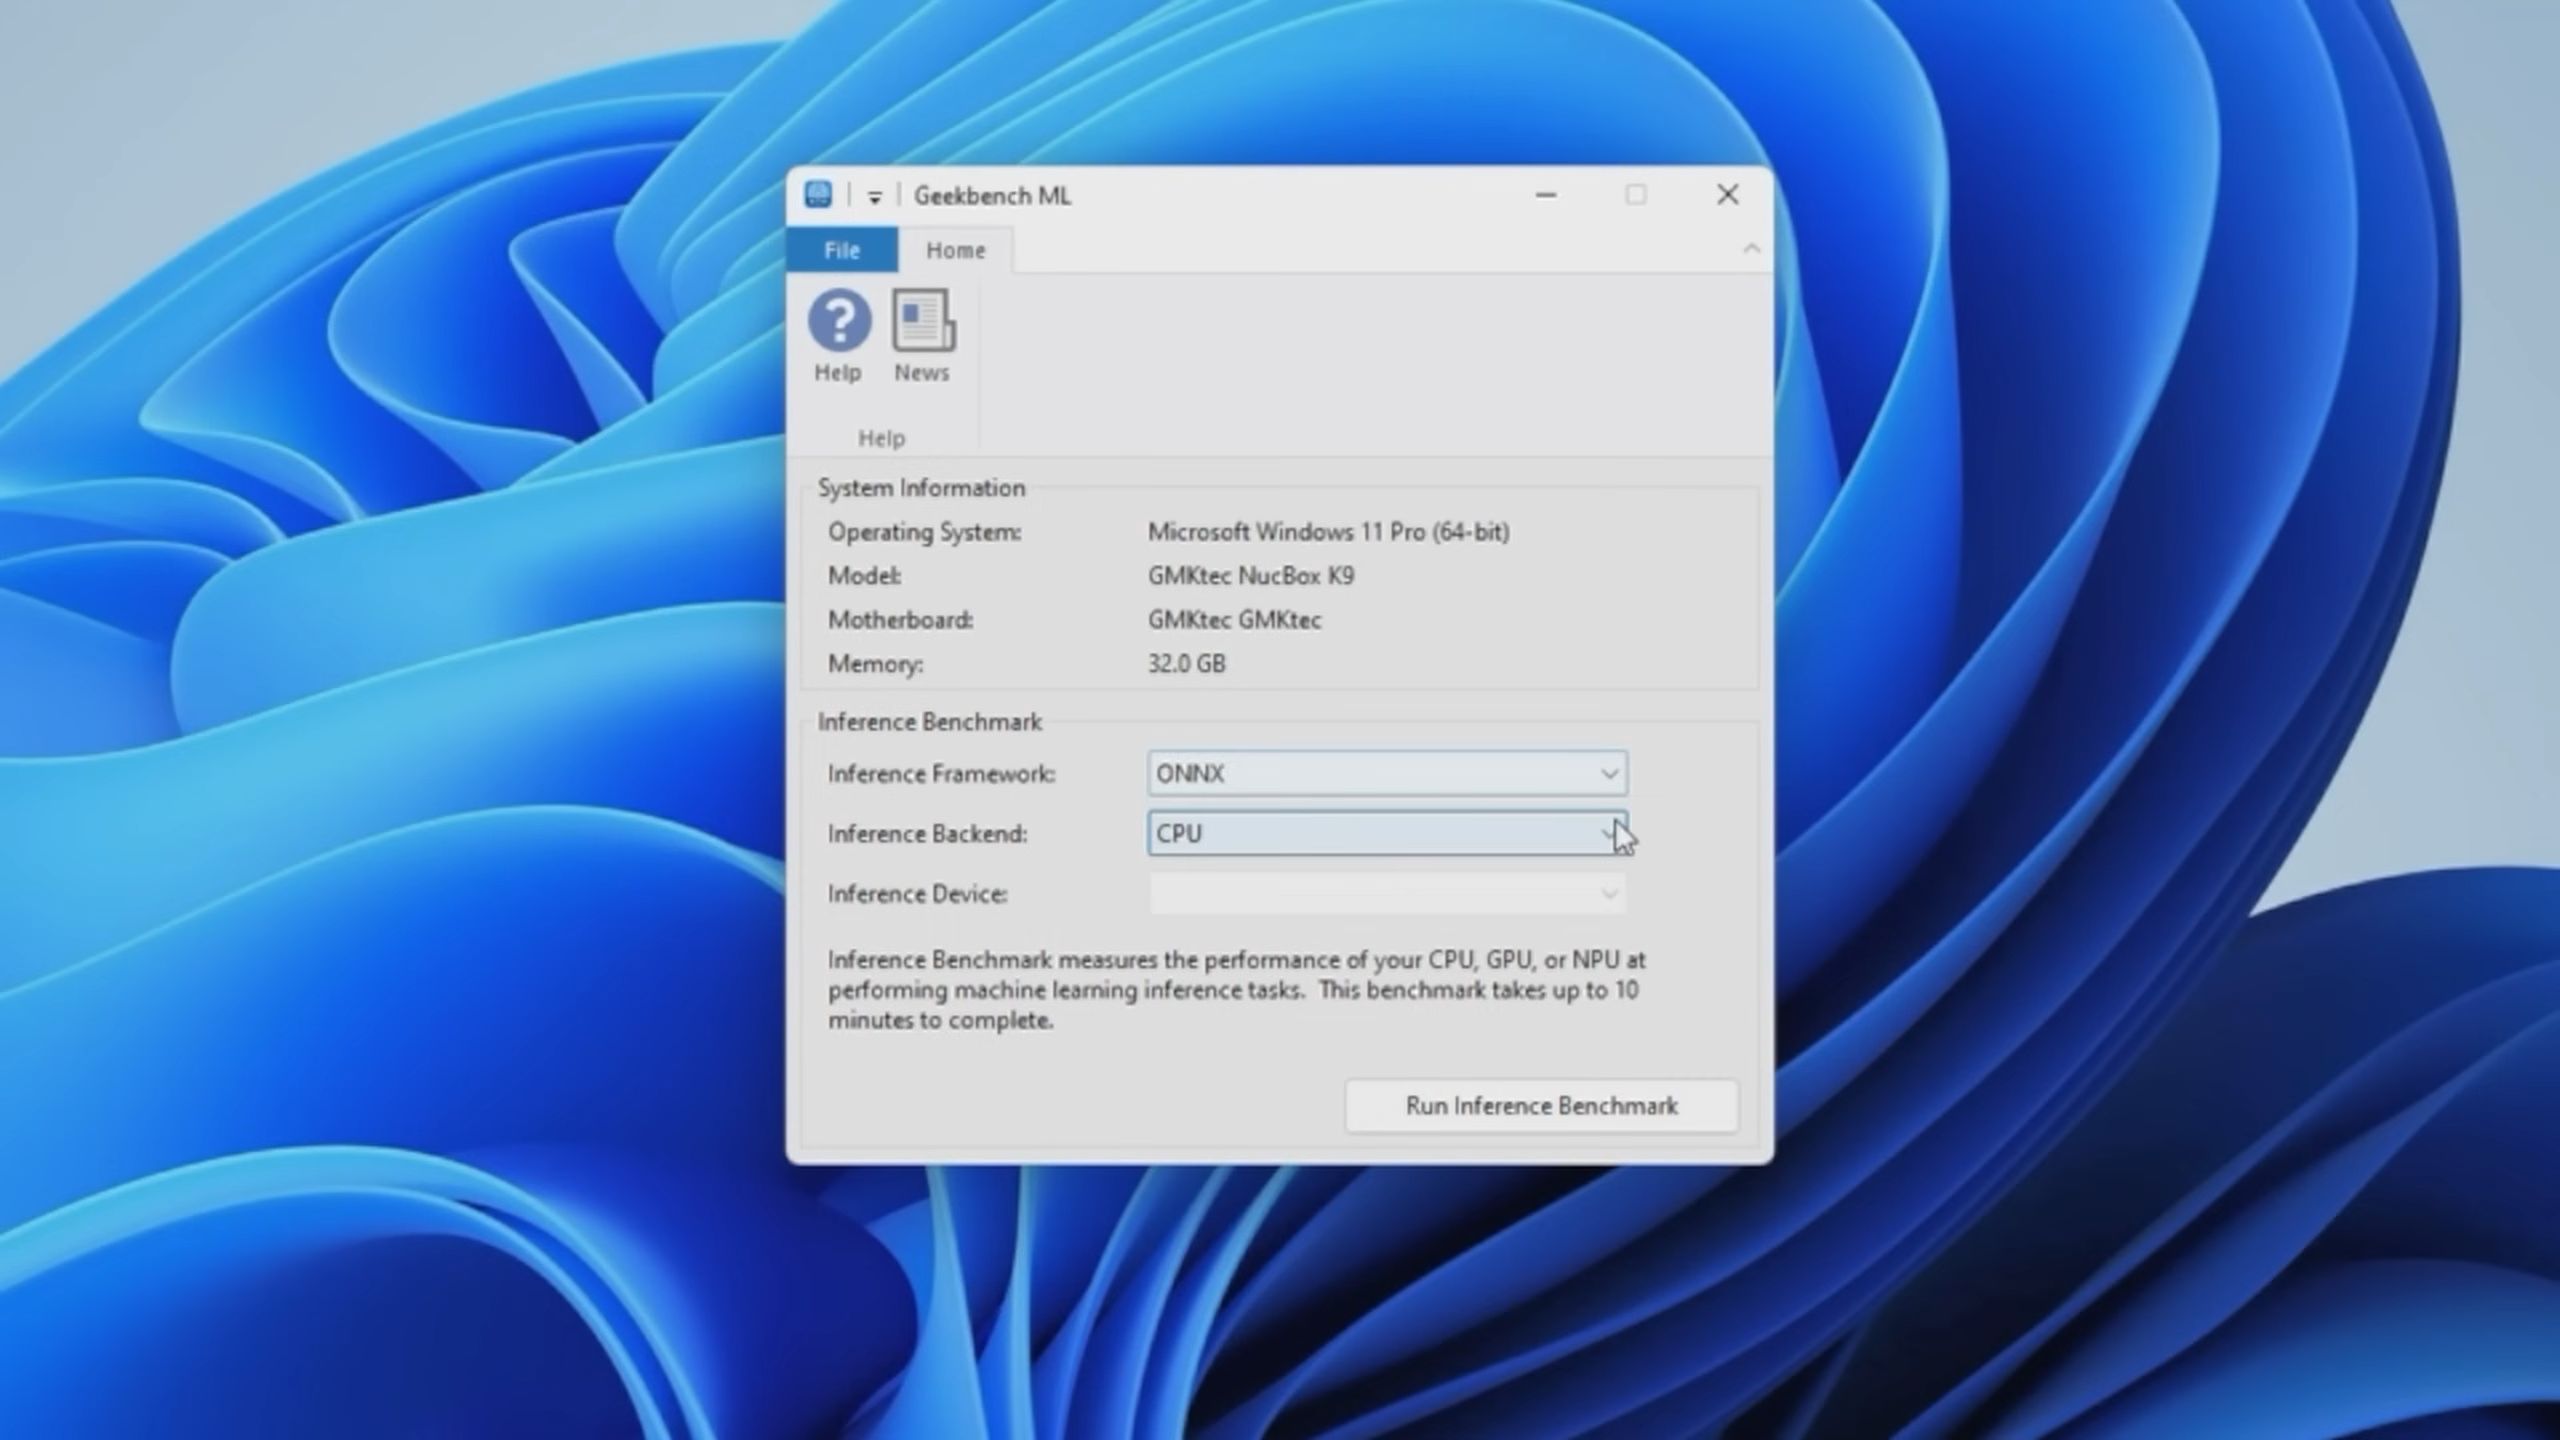 Geekbench ML
File Home
Help News
Help
System Information
Operating System: Microsoft Windows 11 Pro (64-bit)
Model: GMKtec NucBox K9
Motherboard: GMKtec GMKtec
Memory: 32.0 GB
Inference Benchmark
Inference Framework: ONNX
Inference Backend: CPU
Inference Device:
Inference Benchmark measures the performance of your CPU, GPU, or NPU at
performing machine learning inference tasks. This benchmark takes up to 10
minutes to complete.
Run Inference Benchmark